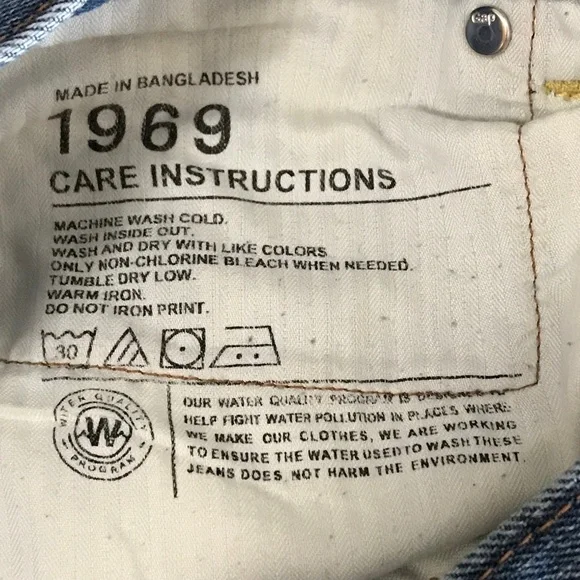 Gap
MADE IN BANGLADESH
1969
CARE INSTRUCTIONS
MACHINE WASH COLD.
WASH INSIDE OUT.
WASH AND DRY WITH LIKE COLORS
ONLY NON-CHLORINE BLEACH WHEN NEEDED.
TUMBLE DRY LOW.
WARM IRON.
DO NOT IRON PRINT.
30
WATER QUALITY
W
PROGRAM
OUR WATER QUALITY PROGRAM IS DESIGNED TO
HELP FIGHT WATER POLLUTION IN PLACES WHERE
WE MAKE OUR CLOTHES, WE ARE WORKING
TO ENSURE THE WATER USED TO WASH THESE
JEANS DOES NOT HARM THE ENVIRONMENT.